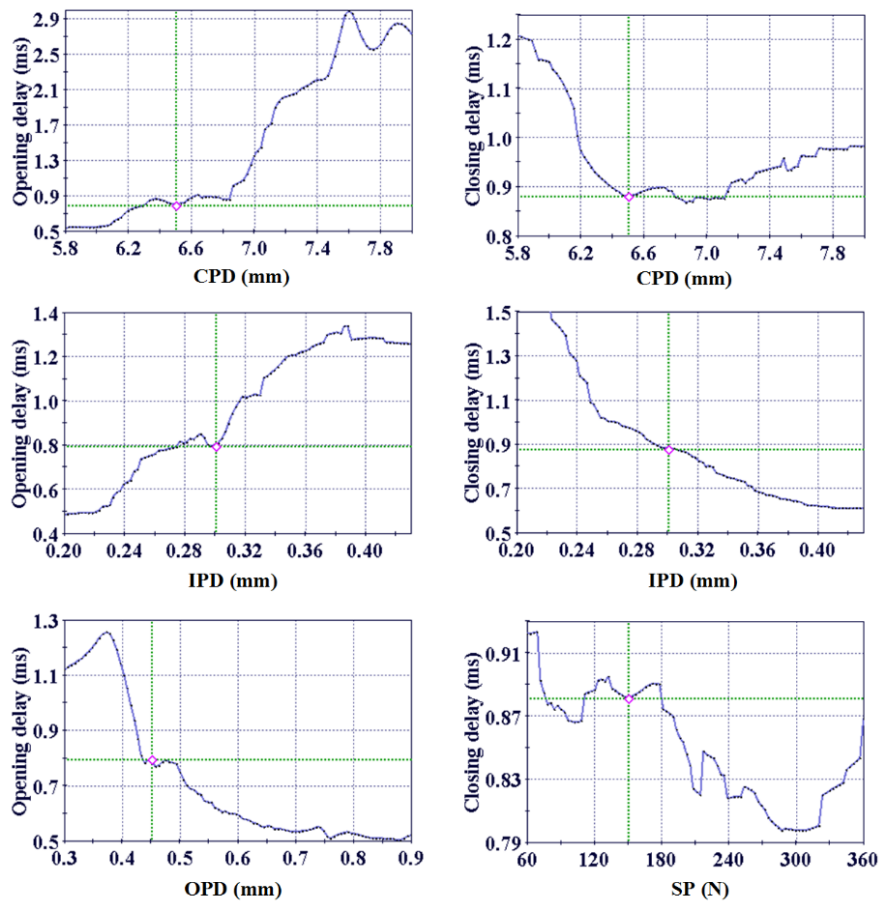 Opening delay (ms)
2.9
2.5
2.1
1.7
1.3
0.9
0.5
5.8 6.2 6.6 7.0 7.4 7.8
CPD (mm)
Closing delay (ms)
1.2
1.1
1.0
0.9
0.8
5.8 6.2 6.6 7.0 7.4 7.8
CPD (mm)
Opening delay (ms)
1.4
1.2
1.0
0.8
0.6
0.4
0.20 0.24 0.28 0.32 0.36 0.40
IPD (mm)
Closing delay (ms)
1.5
1.3
1.1
0.9
0.7
0.5
0.20 0.24 0.28 0.32 0.36 0.40
IPD (mm)
Opening delay (ms)
1.3
1.1
0.9
0.7
0.5
0.3 0.4 0.5 0.6 0.7 0.8 0.9
OPD (mm)
Closing delay (ms)
0.91
0.87
0.83
0.79
60 120 180 240 300 360
SP (N)